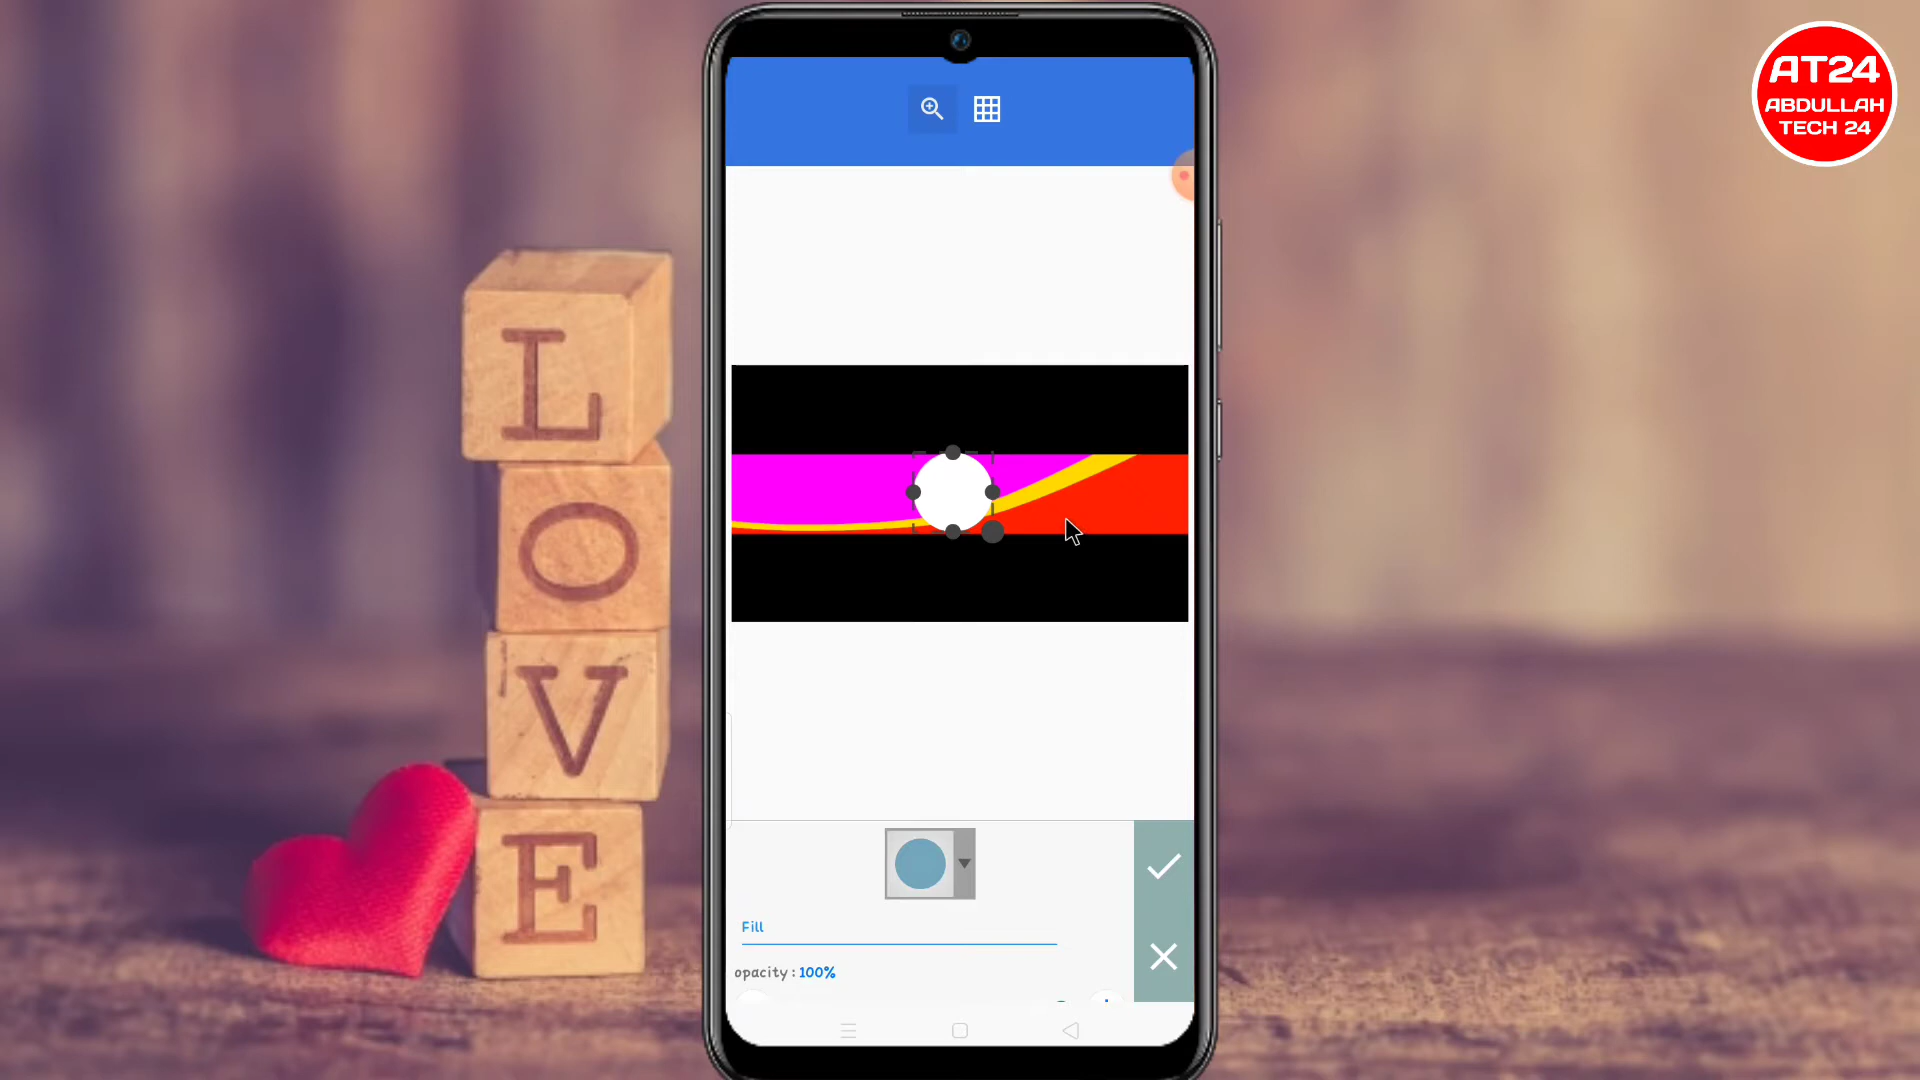 AT24
ABDULLAH
TECH 24
L
O
V
E
Fill
opacity : 100%